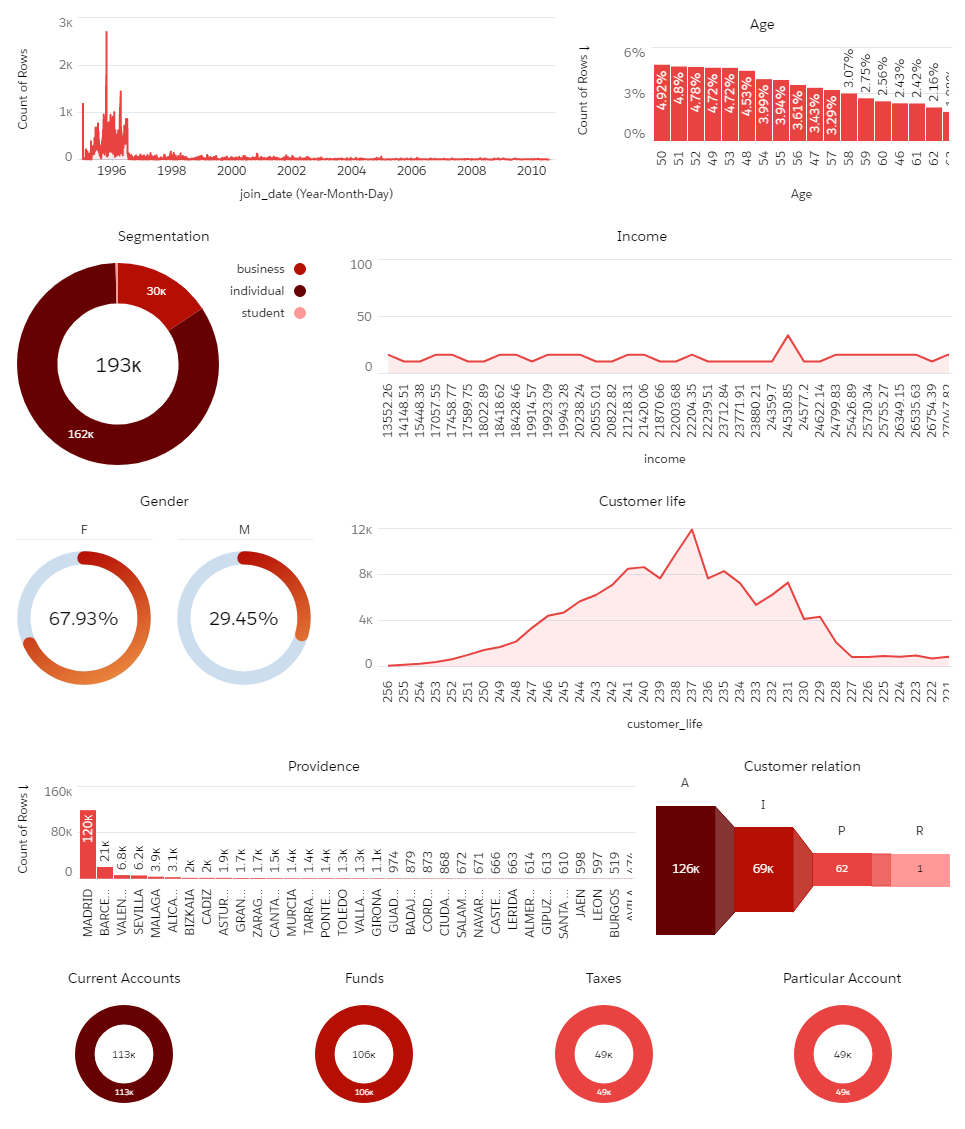 3K
2K
1K
0
Count of Rows
1996 1998 2000 2002 2004 2006 2008 2010
join_date (Year-Month-Day)
Age
6%
3%
0%
Count of Rows↓
4.92% 4.8% 4.78% 4.72% 4.72% 4.53% 3.99% 3.94% 3.61% 3.43% 3.29% 3.07% 2.75% 2.56% 2.43% 2.42% 2.16%
50 51 52 49 53 48 54 55 56 47 57 58 59 60 46 61 62
Age
Segmentation
business
individual
student
30K
193K
162K
Income
100
50
0
13552.26 14148.51 15448.38 17057.55 17458.77 17589.75 18022.89 18418.62 18428.46 19914.57 19923.09 19943.28 20238.24 20555.01 20822.82 21218.31 21420.06 21870.66 22003.68 22204.35 22239.51 23712.84 23771.91 23880.21 24359.7 24530.85 24577.2 24622.14 24799.83 25426.89 25730.34 25755.27 26349.15 26535.63 26754.39 27047.82
income
Gender
F M
67.93% 29.45%
Customer life
12K
8K
4K
0
256 255 254 253 252 251 250 249 248 247 246 245 244 243 242 241 240 239 238 237 236 235 234 233 232 231 230 229 228 227 226 225 224 223 222 221
customer_life
Providence
160K
80K
0
Count of Rows↓
120K 21K 6.8K 6.2K 3.9K 3.1K 2K 2K 1.9K 1.7K 1.7K 1.5K 1.4K 1.4K 1.4K 1.3K 1.3K 1.1K 974 879 873 868 672 671 666 663 614 613 610 598 597 519
MADRID BARCE... VALEN... SEVILLA MALAGA ALICA... BIZKAIA CADIZ ASTUR... GRAN... ZARAG... CANTA... MURCIA TARRA... PONTE... TOLEDO VALLA... GIRONA GUAD... BADAJ... CORD... CIUDA... SALAM... NAVAR... CASTE... LERIDA ALMER... GIPUZ... SANTA ... JAEN LEON BURGOS AVILA
Customer relation
A
I
P R
126K 69K 62 1
Current Accounts Funds Taxes Particular Account
113K 106K 49K 49K
113K 106K 49K 49K